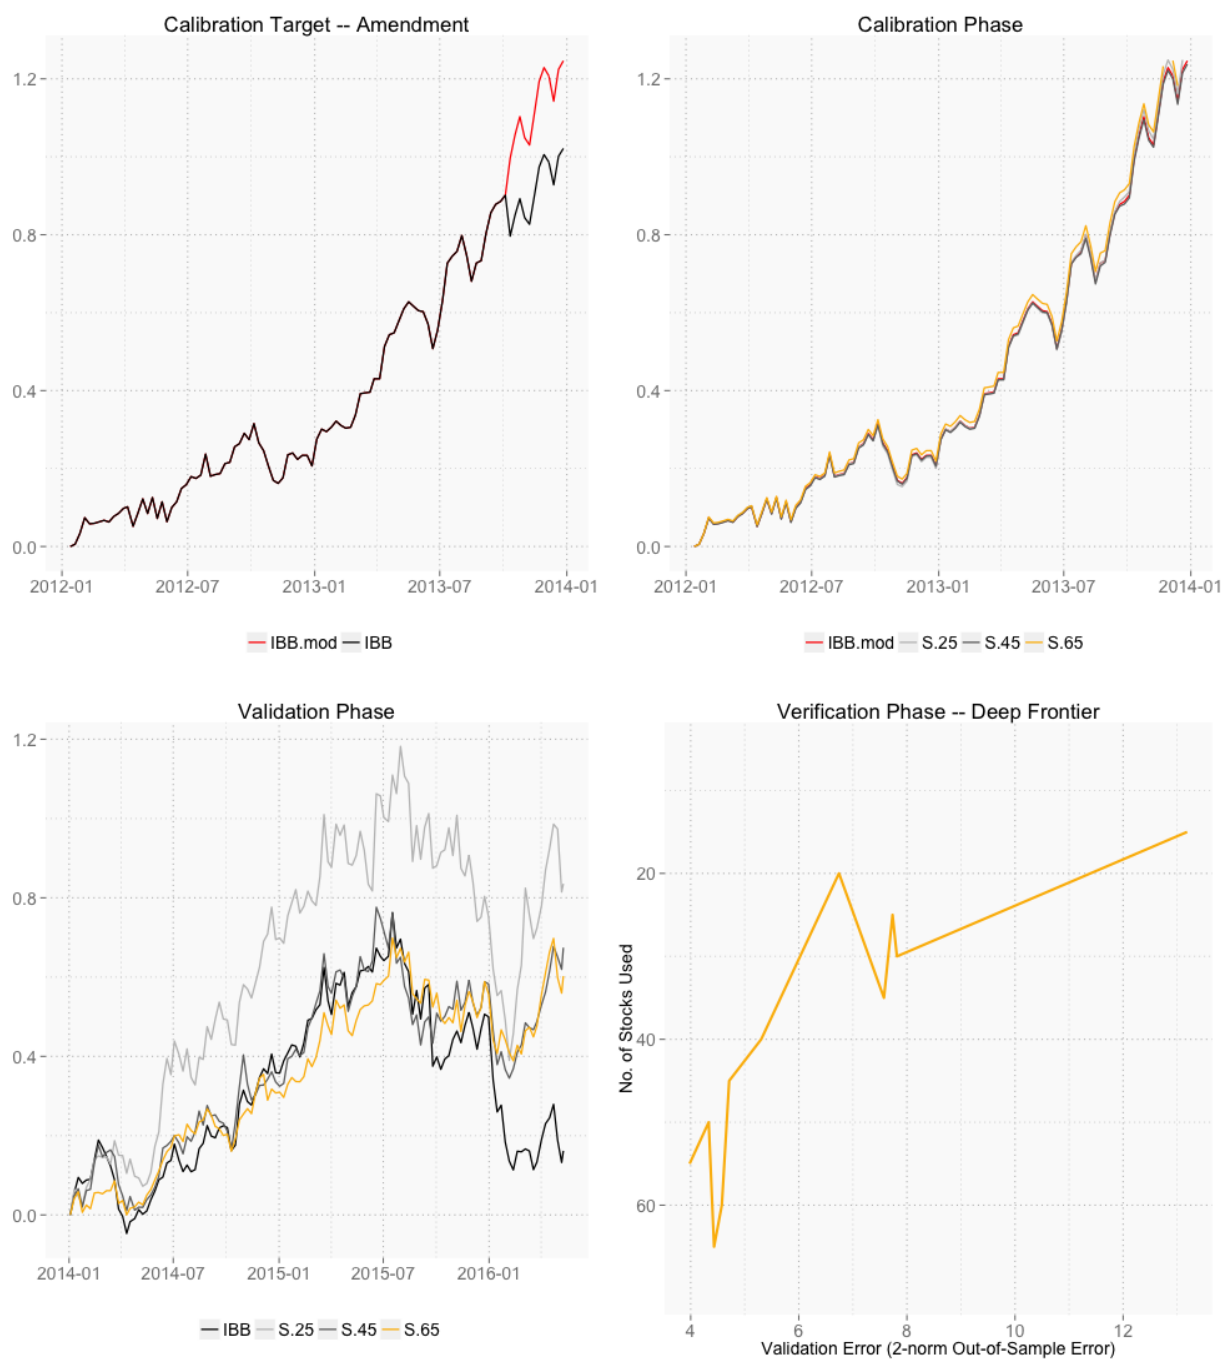 Calibration Target -- Amendment
1.2
0.8
0.4
0.0
2012-01 2012-07 2013-01 2013-07 2014-01
IBB.mod IBB
Calibration Phase
1.2
0.8
0.4
0.0
2012-01 2012-07 2013-01 2013-07 2014-01
IBB.mod S.25 S.45 S.65
Validation Phase
1.2
0.8
0.4
0.0
2014-01 2014-07 2015-01 2015-07 2016-01
IBB S.25 S.45 S.65
Verification Phase -- Deep Frontier
No. of Stocks Used
20
40
60
4 6 8 10 12
Validation Error (2-norm Out-of-Sample Error)